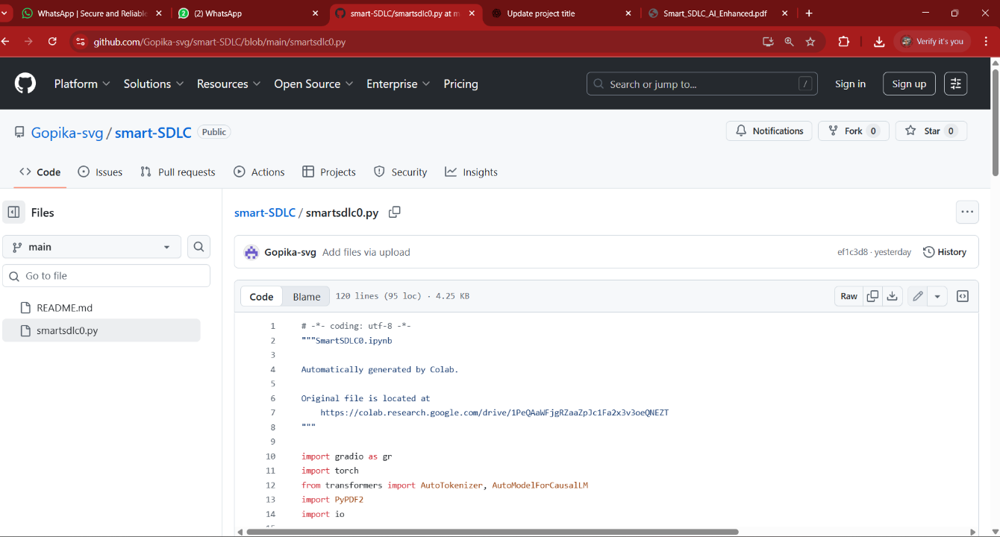 WhatsApp | Secure and Reliable
(2) WhatsApp
smart-SDLC/smartsdlc0.py at m
Update project title
Smart_SDLC_AI_Enhanced.pdf
github.com/Gopika-svg/smart-SDLC/blob/main/smartsdlc0.py
Verify it's you
Platform
Solutions
Resources
Open Source
Enterprise
Pricing
Search or jump to...
/
Sign in
Sign up
Gopika-svg / smart-SDLC Public
Notifications
Fork 0
Star 0
Code
Issues
Pull requests
Actions
Projects
Security
Insights
Files
main
Go to file
README.md
smartsdlc0.py
smart-SDLC / smartsdlc0.py
Gopika-svg Add files via upload
ef1c3d8 · yesterday
History
Code
Blame
120 lines (95 loc) · 4.25 KB
Raw
1 # -*- coding: utf-8 -*-
2 """SmartSDLC0.ipynb
3
4 Automatically generated by Colab.
5
6 Original file is located at
7 https://colab.research.google.com/drive/1PeQAaWFjgRZaaZpJc1Fa2x3v3oeQNEZT
8 """
9
10 import gradio as gr
11 import torch
12 from transformers import AutoTokenizer, AutoModelForCausalLM
13 import PyPDF2
14 import io